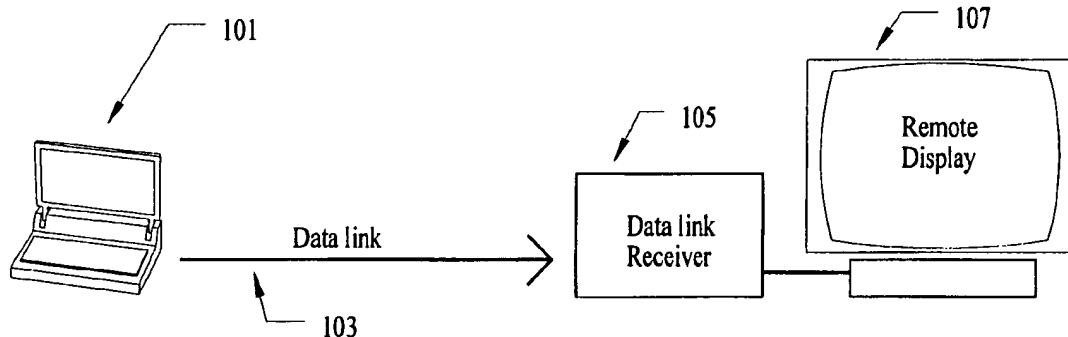 101
107
105
Remote
Display
Data link
Data link
Receiver
103